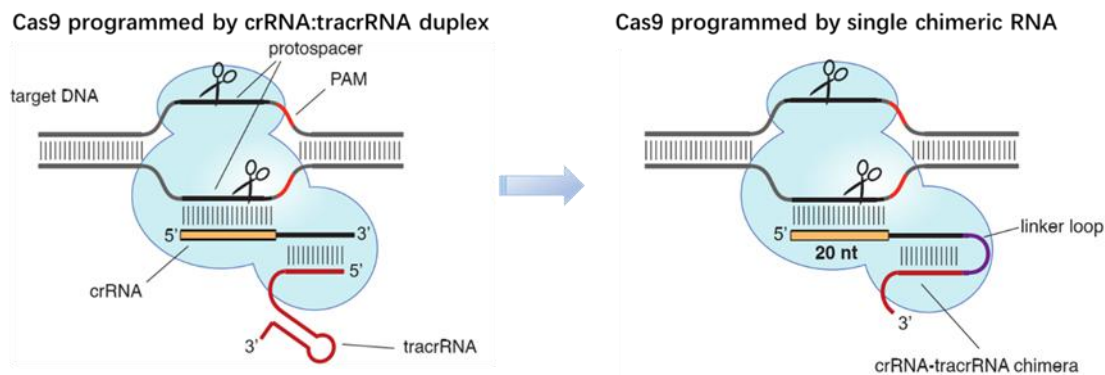 Cas9 programmed by crRNA:tracrRNA duplex
protospacer
PAM
target DNA
5’
3’
5’
crRNA
3’
tracrRNA
Cas9 programmed by single chimeric RNA
linker loop
5’
20 nt
3’
crRNA-tracrRNA chimera